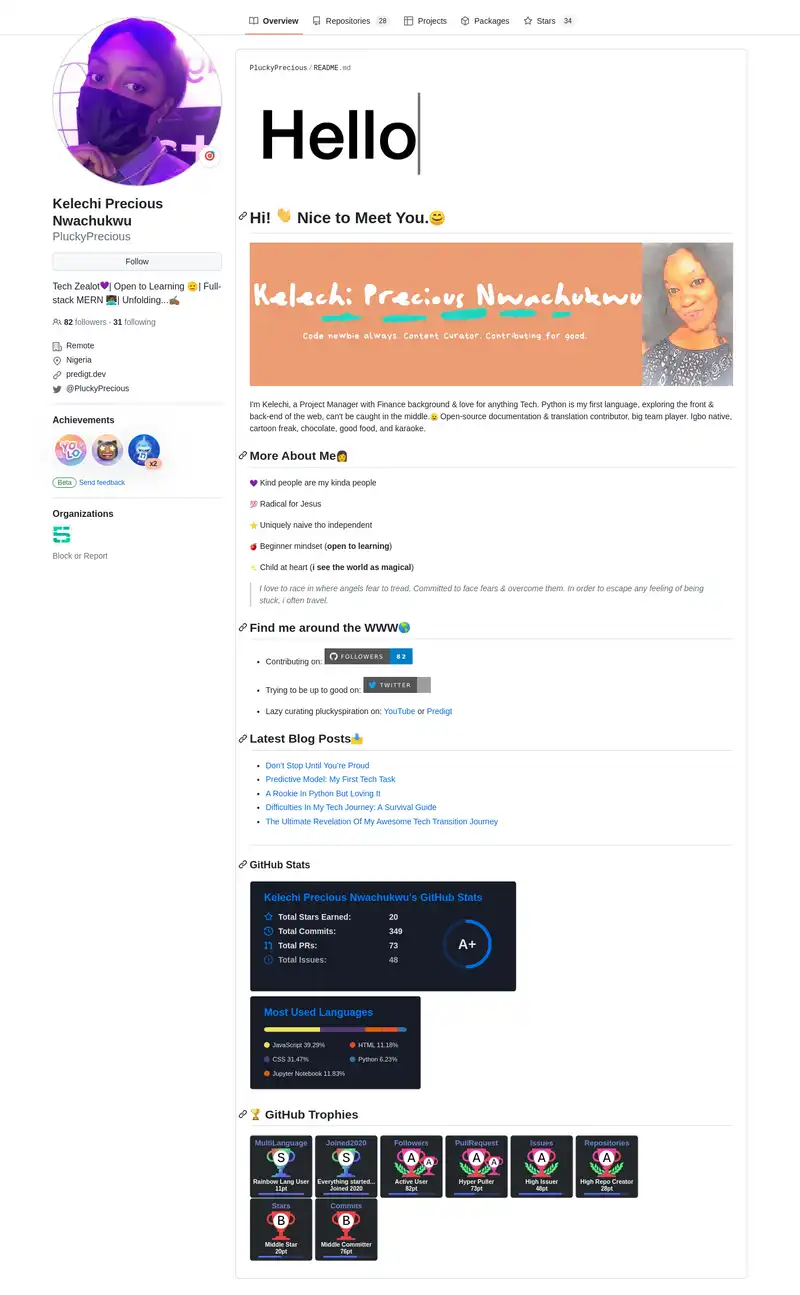 Overview
Repositories 28
Projects
Packages
Stars 34
Kelechi Precious
Nwachukwu
PluckyPrecious
Follow
Tech Zealot💜| Open to Learning 😊| Full-
stack MERN 👩🏿‍💻| Unfolding...✍🏿
82 followers · 31 following
Remote
Nigeria
predigt.dev
@PluckyPrecious
Achievements
YO
LO
x2
Beta Send feedback
Organizations
Block or Report
PluckyPrecious/README.md
Hello
Hi! 👋 Nice to Meet You.😊
Kelechi Precious Nwachukwu
Code newbie always. Content Curator. Contributing for good.
I'm Kelechi, a Project Manager with Finance background & love for anything Tech. Python is my first language, exploring the front &
back-end of the web, can't be caught in the middle.😉 Open-source documentation & translation contributor, big team player. Igbo native,
cartoon freak, chocolate, good food, and karaoke.
More About Me👩
💜 Kind people are my kinda people
💯 Radical for Jesus
⭐ Uniquely naive tho independent
🍎 Beginner mindset (open to learning)
✨ Child at heart (i see the world as magical)
I love to race in where angels fear to tread. Committed to face fears & overcome them. In order to escape any feeling of being
stuck, i often travel.
Find me around the WWW🌍
• Contributing on: FOLLOWERS 82
• Trying to be up to good on: TWITTER
• Lazy curating pluckyspiration on: YouTube or Predigt
Latest Blog Posts📥
• Don't Stop Until You're Proud
• Predictive Model: My First Tech Task
• A Rookie In Python But Loving It
• Difficulties In My Tech Journey: A Survival Guide
• The Ultimate Revelation Of My Awesome Tech Transition Journey
GitHub Stats
Kelechi Precious Nwachukwu's GitHub Stats
Total Stars Earned: 20
Total Commits: 349
Total PRs: 73
Total Issues: 48
A+
Most Used Languages
JavaScript 39.29%
HTML 11.18%
CSS 31.47%
Python 6.23%
Jupyter Notebook 11.83%
🏆 GitHub Trophies
MultiLanguage
S
Rainbow Lang User
11pt
Joined2020
S
Everything started...
Joined 2020
Followers
A
A
Active User
82pt
PullRequest
A
A
Hyper Puller
73pt
Issues
A
High Issuer
48pt
Repositories
A
High Repo Creator
28pt
Stars
B
Middle Star
20pt
Commits
B
Middle Committer
76pt